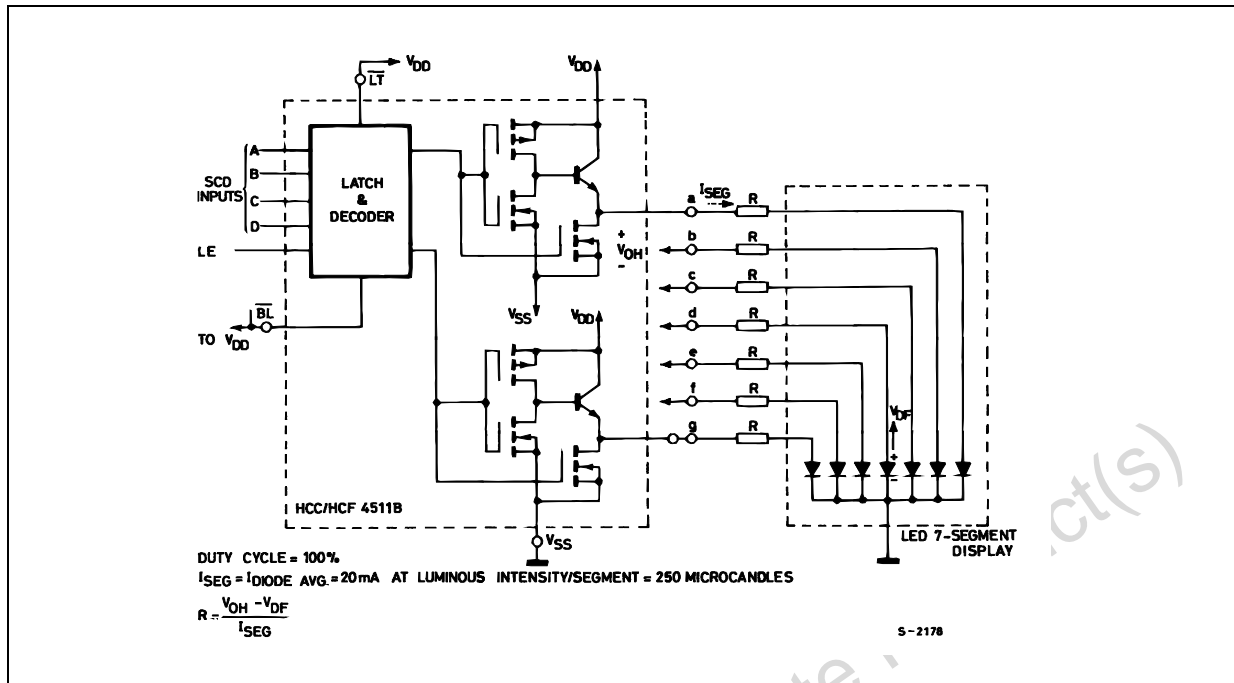 V_DD
LT
V_DD
A
B
C
D
SCD
INPUTS
LE
LATCH
&
DECODER
BL
TO V_DD
+
V_OH
-
V_SS
V_DD
HCC/HCF 4511B
V_SS
I_SEG
a R
b R
c R
d R
e R
f R
g R
V_DF
+
-
LED 7-SEGMENT
DISPLAY
DUTY CYCLE = 100%
I_SEG = I_DIODE AVG. = 20mA AT LUMINOUS INTENSITY/SEGMENT = 250 MICROCANDLES
R = V_OH - V_DF
I_SEG
S-2178
ct(s)